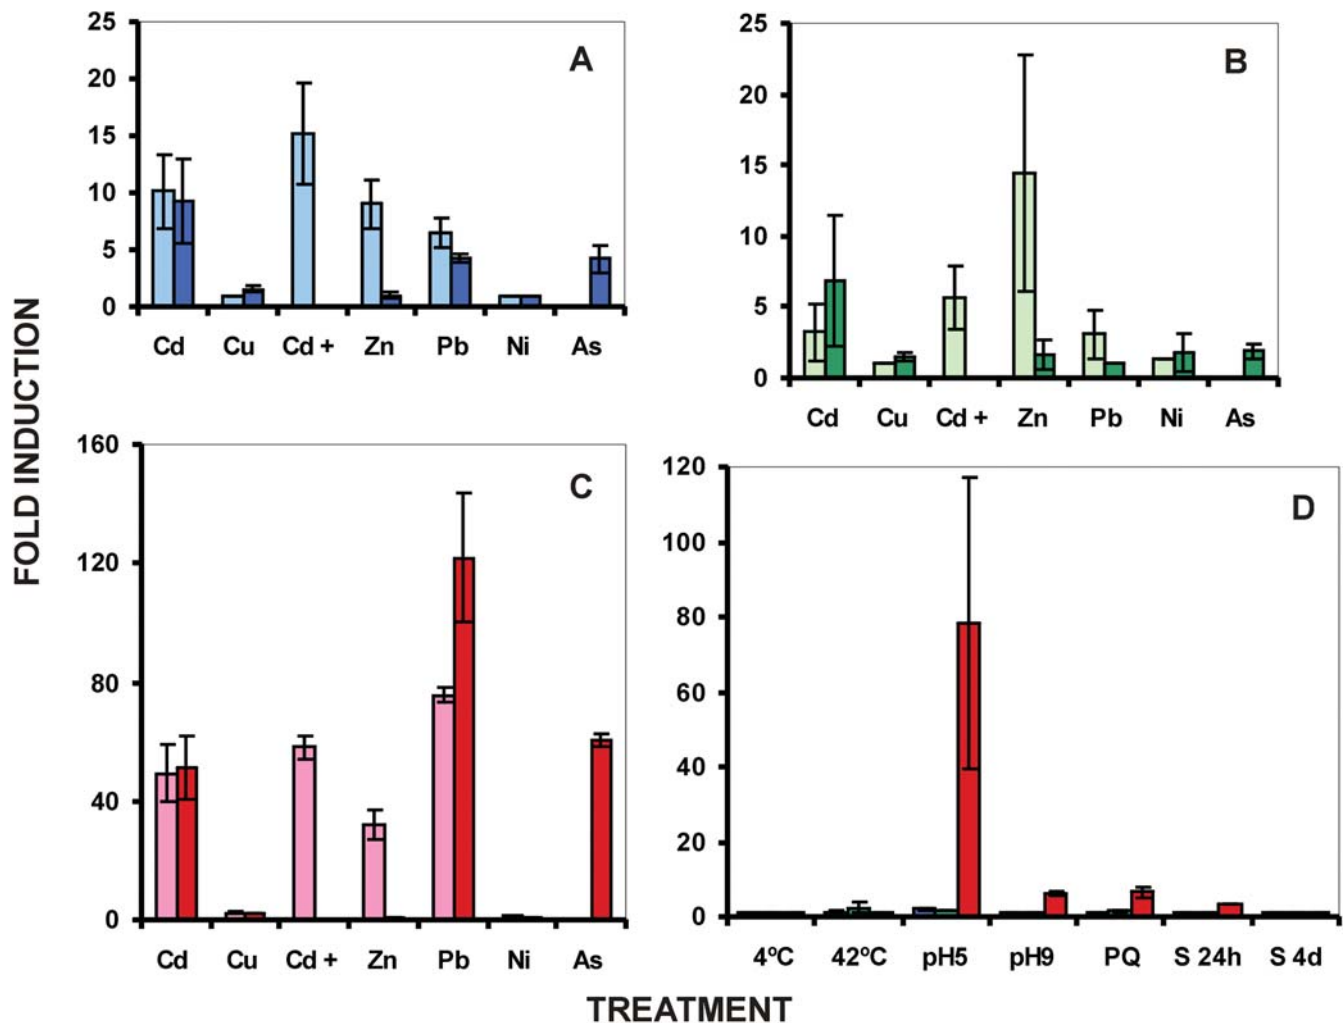 FOLD INDUCTION
A
25
20
15
10
5
0
Cd Cu Cd + Zn Pb Ni As
B
25
20
15
10
5
0
Cd Cu Cd + Zn Pb Ni As
C
160
120
80
40
0
Cd Cu Cd + Zn Pb Ni As
D
120
100
80
60
40
20
0
4ºC 42ºC pH5 pH9 PQ S 24h S 4d
TREATMENT